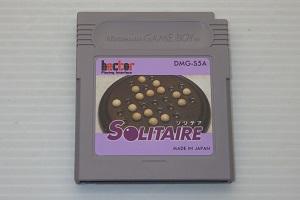 Nintendo GAME BOY
hector
Playing Interface
DMG-S5A
SOLITAIRE
ソリテア
MADE IN JAPAN